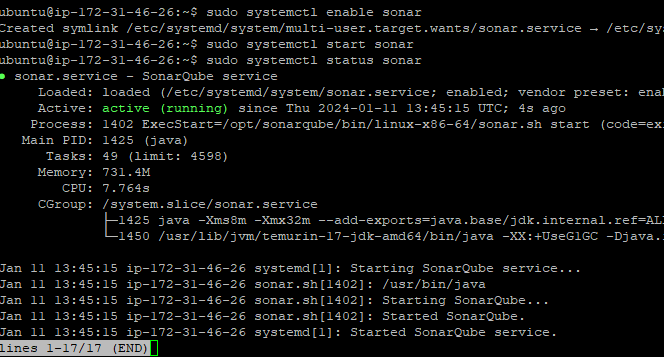 ubuntu@ip-172-31-46-26:~$ sudo systemctl enable sonar
Created symlink /etc/systemd/system/multi-user.target.wants/sonar.service → /etc/sy
ubuntu@ip-172-31-46-26:~$ sudo systemctl start sonar
ubuntu@ip-172-31-46-26:~$ sudo systemctl status sonar
● sonar.service - SonarQube service
Loaded: loaded (/etc/systemd/system/sonar.service; enabled; vendor preset: enab
Active: active (running) since Thu 2024-01-11 13:45:15 UTC; 4s ago
Process: 1402 ExecStart=/opt/sonarqube/bin/linux-x86-64/sonar.sh start (code=exi
Main PID: 1425 (java)
Tasks: 49 (limit: 4598)
Memory: 731.4M
CPU: 7.764s
CGroup: /system.slice/sonar.service
├─1425 java -Xms8m -Xmx32m --add-exports=java.base/jdk.internal.ref=AL
└─1450 /usr/lib/jvm/temurin-17-jdk-amd64/bin/java -XX:+UseG1GC -Djava.i
Jan 11 13:45:15 ip-172-31-46-26 systemd[1]: Starting SonarQube service...
Jan 11 13:45:15 ip-172-31-46-26 sonar.sh[1402]: /usr/bin/java
Jan 11 13:45:15 ip-172-31-46-26 sonar.sh[1402]: Starting SonarQube...
Jan 11 13:45:15 ip-172-31-46-26 sonar.sh[1402]: Started SonarQube.
Jan 11 13:45:15 ip-172-31-46-26 systemd[1]: Started SonarQube service.
lines 1-17/17 (END)